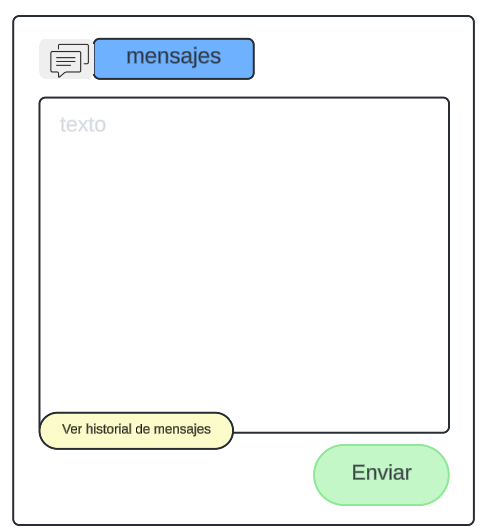 mensajes
texto
Ver historial de mensajes
Enviar